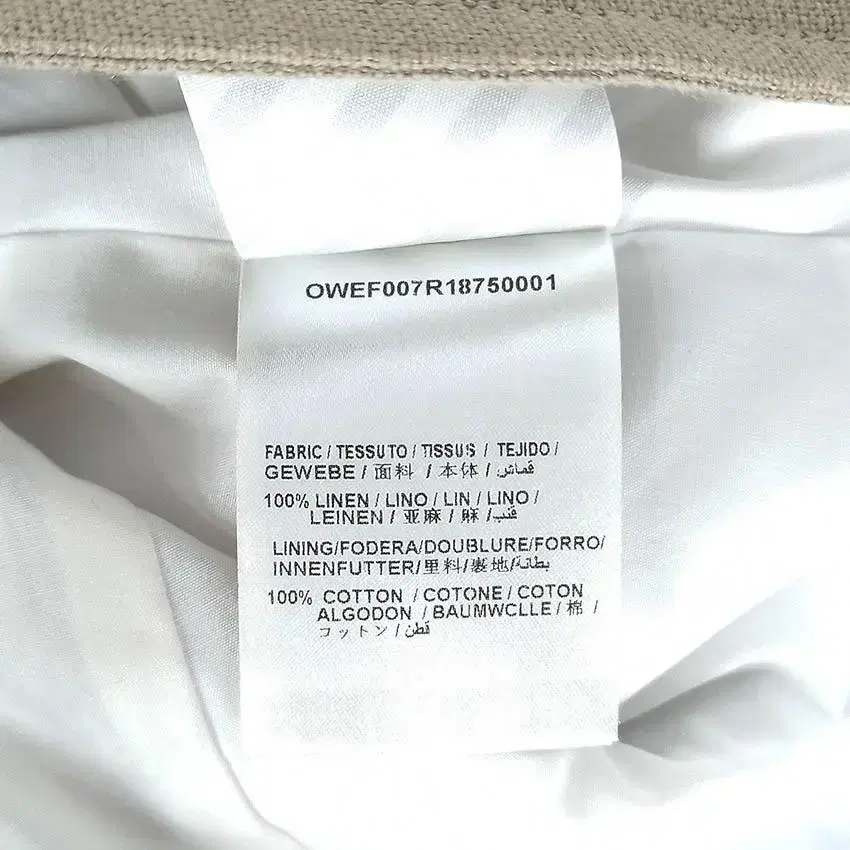 OWEF007R18750001
FABRIC / TESSUTO / TISSUS / TEJIDO /
GEWEBE / 面料 / 本体 / قماش
100% LINEN / LINO / LIN / LINO /
LEINEN / 亚麻 / 麻 / قنب
LINING/FODERA/DOUBLURE/FORRO/
INNENFUTTER/里料/裏地/بطانة
100% COTTON / COTONE / COTON
ALGODON / BAUMWCLLE / 棉 /
コットン / قطن